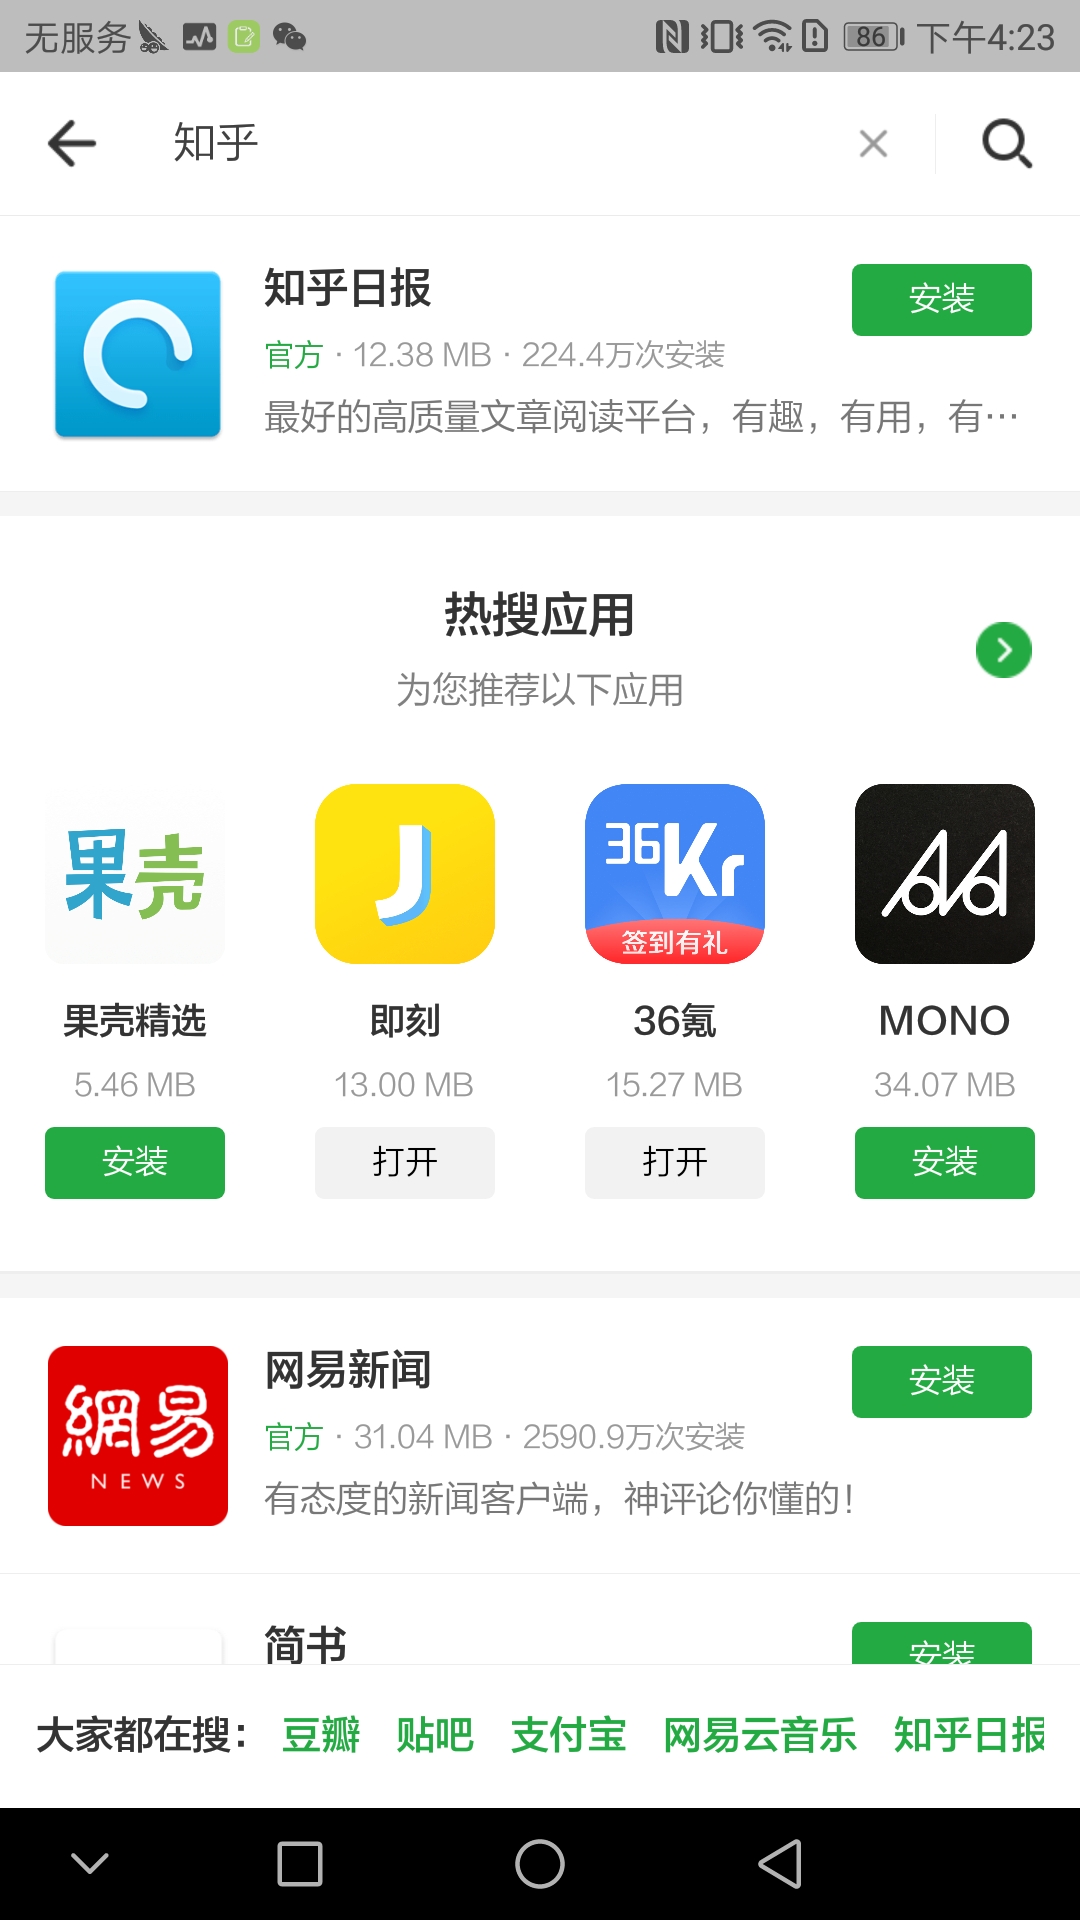 无服务
86 下午4:23
知乎
知乎日报
安装
官方 · 12.38 MB · 224.4万次安装
最好的高质量文章阅读平台，有趣，有用，有…
热搜应用
为您推荐以下应用
果壳
J
36Kr
签到有礼
果壳精选
即刻
36氪
MONO
5.46 MB
13.00 MB
15.27 MB
34.07 MB
安装
打开
打开
安装
網易
NEWS
网易新闻
安装
官方 · 31.04 MB · 2590.9万次安装
有态度的新闻客户端，神评论你懂的！
简书
安装
大家都在搜： 豆瓣 贴吧 支付宝 网易云音乐 知乎日报